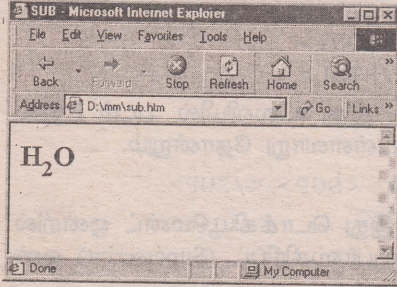 SUB - Microsoft Internet Explorer
File Edit View Favorites Tools Help
Back Forward Stop Refresh Home Search
Address D:\mm\sub.htm Go Links
H₂O
Done My Computer